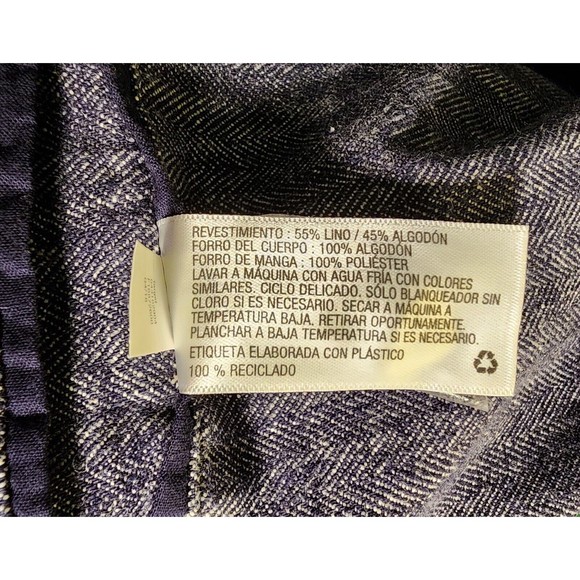 REVESTIMIENTO : 55% LINO / 45% ALGODÓN
FORRO DEL CUERPO : 100% ALGODÓN
FORRO DE MANGA : 100% POLIÉSTER
LAVAR A MÁQUINA CON AGUA FRÍA CON COLORES
SIMILARES. CICLO DELICADO. SÓLO BLANQUEADOR SIN
CLORO SI ES NECESARIO. SECAR A MÁQUINA A
TEMPERATURA BAJA. RETIRAR OPORTUNAMENTE.
PLANCHAR A BAJA TEMPERATURA SI ES NECESARIO.
ETIQUETA ELABORADA CON PLÁSTICO
100 % RECICLADO